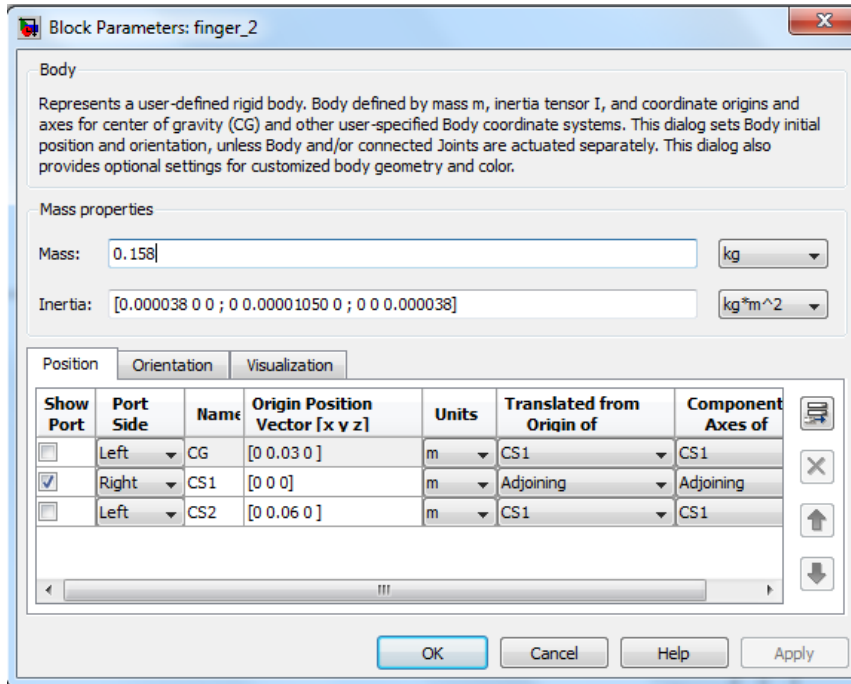 Block Parameters: finger_2
Body
Represents a user-defined rigid body. Body defined by mass m, inertia tensor I, and coordinate origins and
axes for center of gravity (CG) and other user-specified Body coordinate systems. This dialog sets Body initial
position and orientation, unless Body and/or connected Joints are actuated separately. This dialog also
provides optional settings for customized body geometry and color.
Mass properties
Mass: 0.158 kg
Inertia: [0.000038 0 0 ; 0 0.00001050 0 ; 0 0 0.000038] kg*m^2
Position Orientation Visualization
Show Port Port Side Name Origin Position Vector [x y z] Units Translated from Origin of Component Axes of
Left CG [0 0.03 0 ] m CS1 CS1
Right CS1 [0 0 0] m Adjoining Adjoining
Left CS2 [0 0.06 0 ] m CS1 CS1
OK Cancel Help Apply